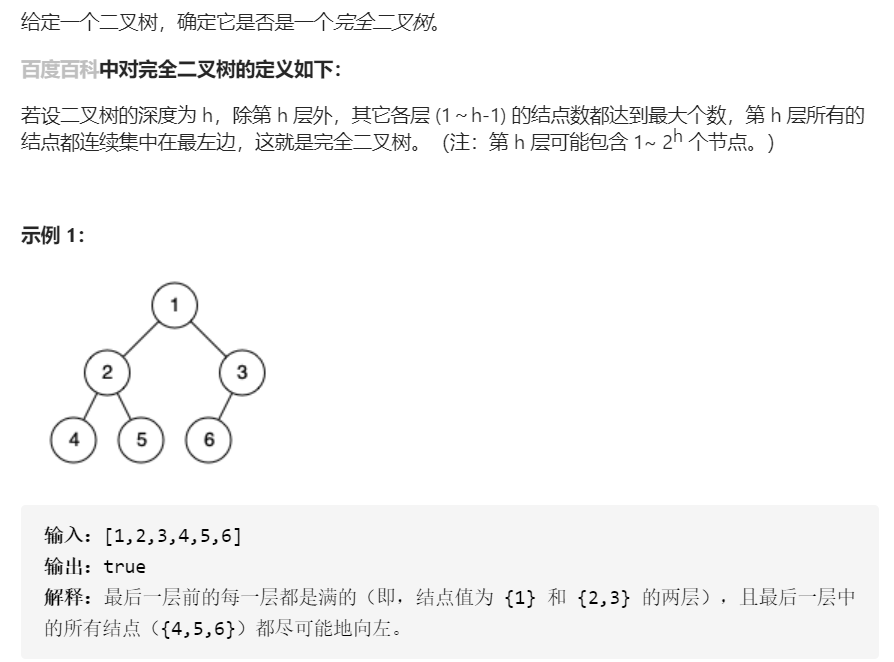 给定一个二叉树，确定它是否是一个完全二叉树。
百度百科中对完全二叉树的定义如下：
若设二叉树的深度为 h，除第 h 层外，其它各层 (1～h-1) 的结点数都达到最大个数，第 h 层所有的
结点都连续集中在最左边，这就是完全二叉树。（注：第 h 层可能包含 1~ 2^h 个节点。）
示例 1：
1
2 3
4 5 6
输入：[1,2,3,4,5,6]
输出：true
解释：最后一层前的每一层都是满的（即，结点值为 {1} 和 {2,3} 的两层），且最后一层中
的所有结点（{4,5,6}）都尽可能地向左。